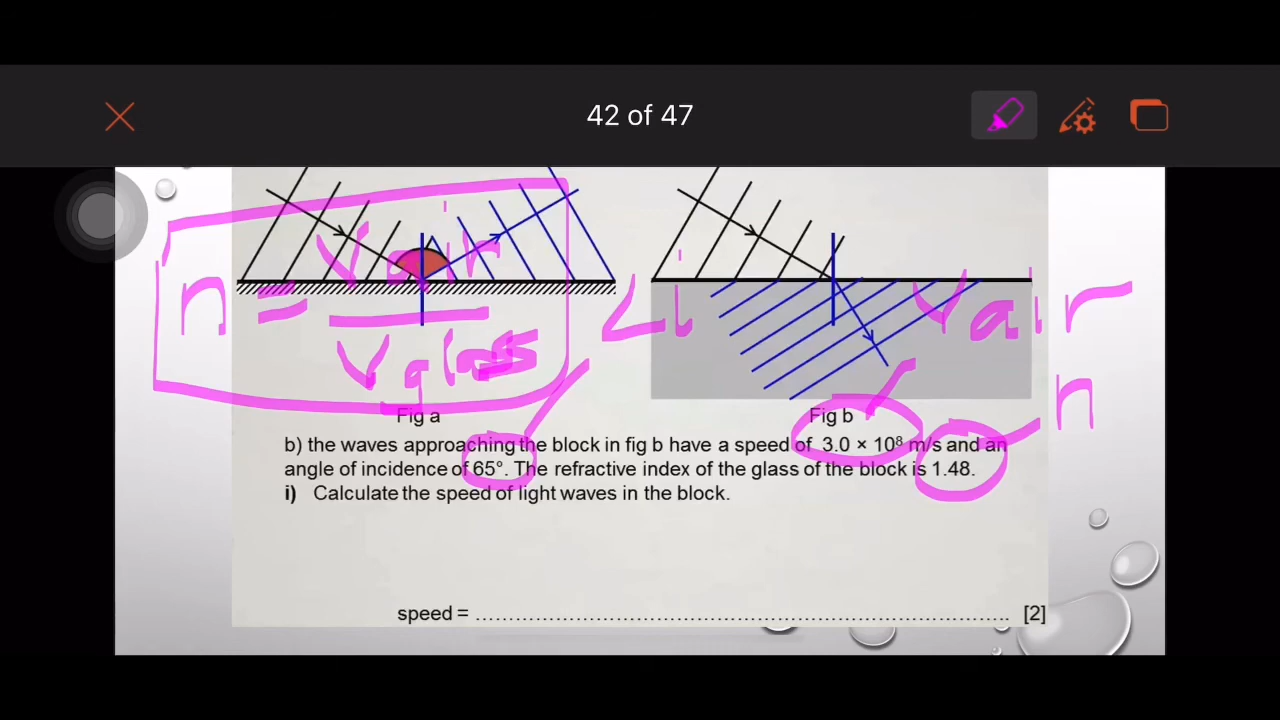 42 of 47
n = Vair
Vglass
<i
Vair
n
Fig a
Fig b
b) the waves approaching the block in fig b have a speed of 3.0 × 10⁸ m/s and an
angle of incidence of 65°. The refractive index of the glass of the block is 1.48.
i) Calculate the speed of light waves in the block.
speed = ........................................................................................ [2]